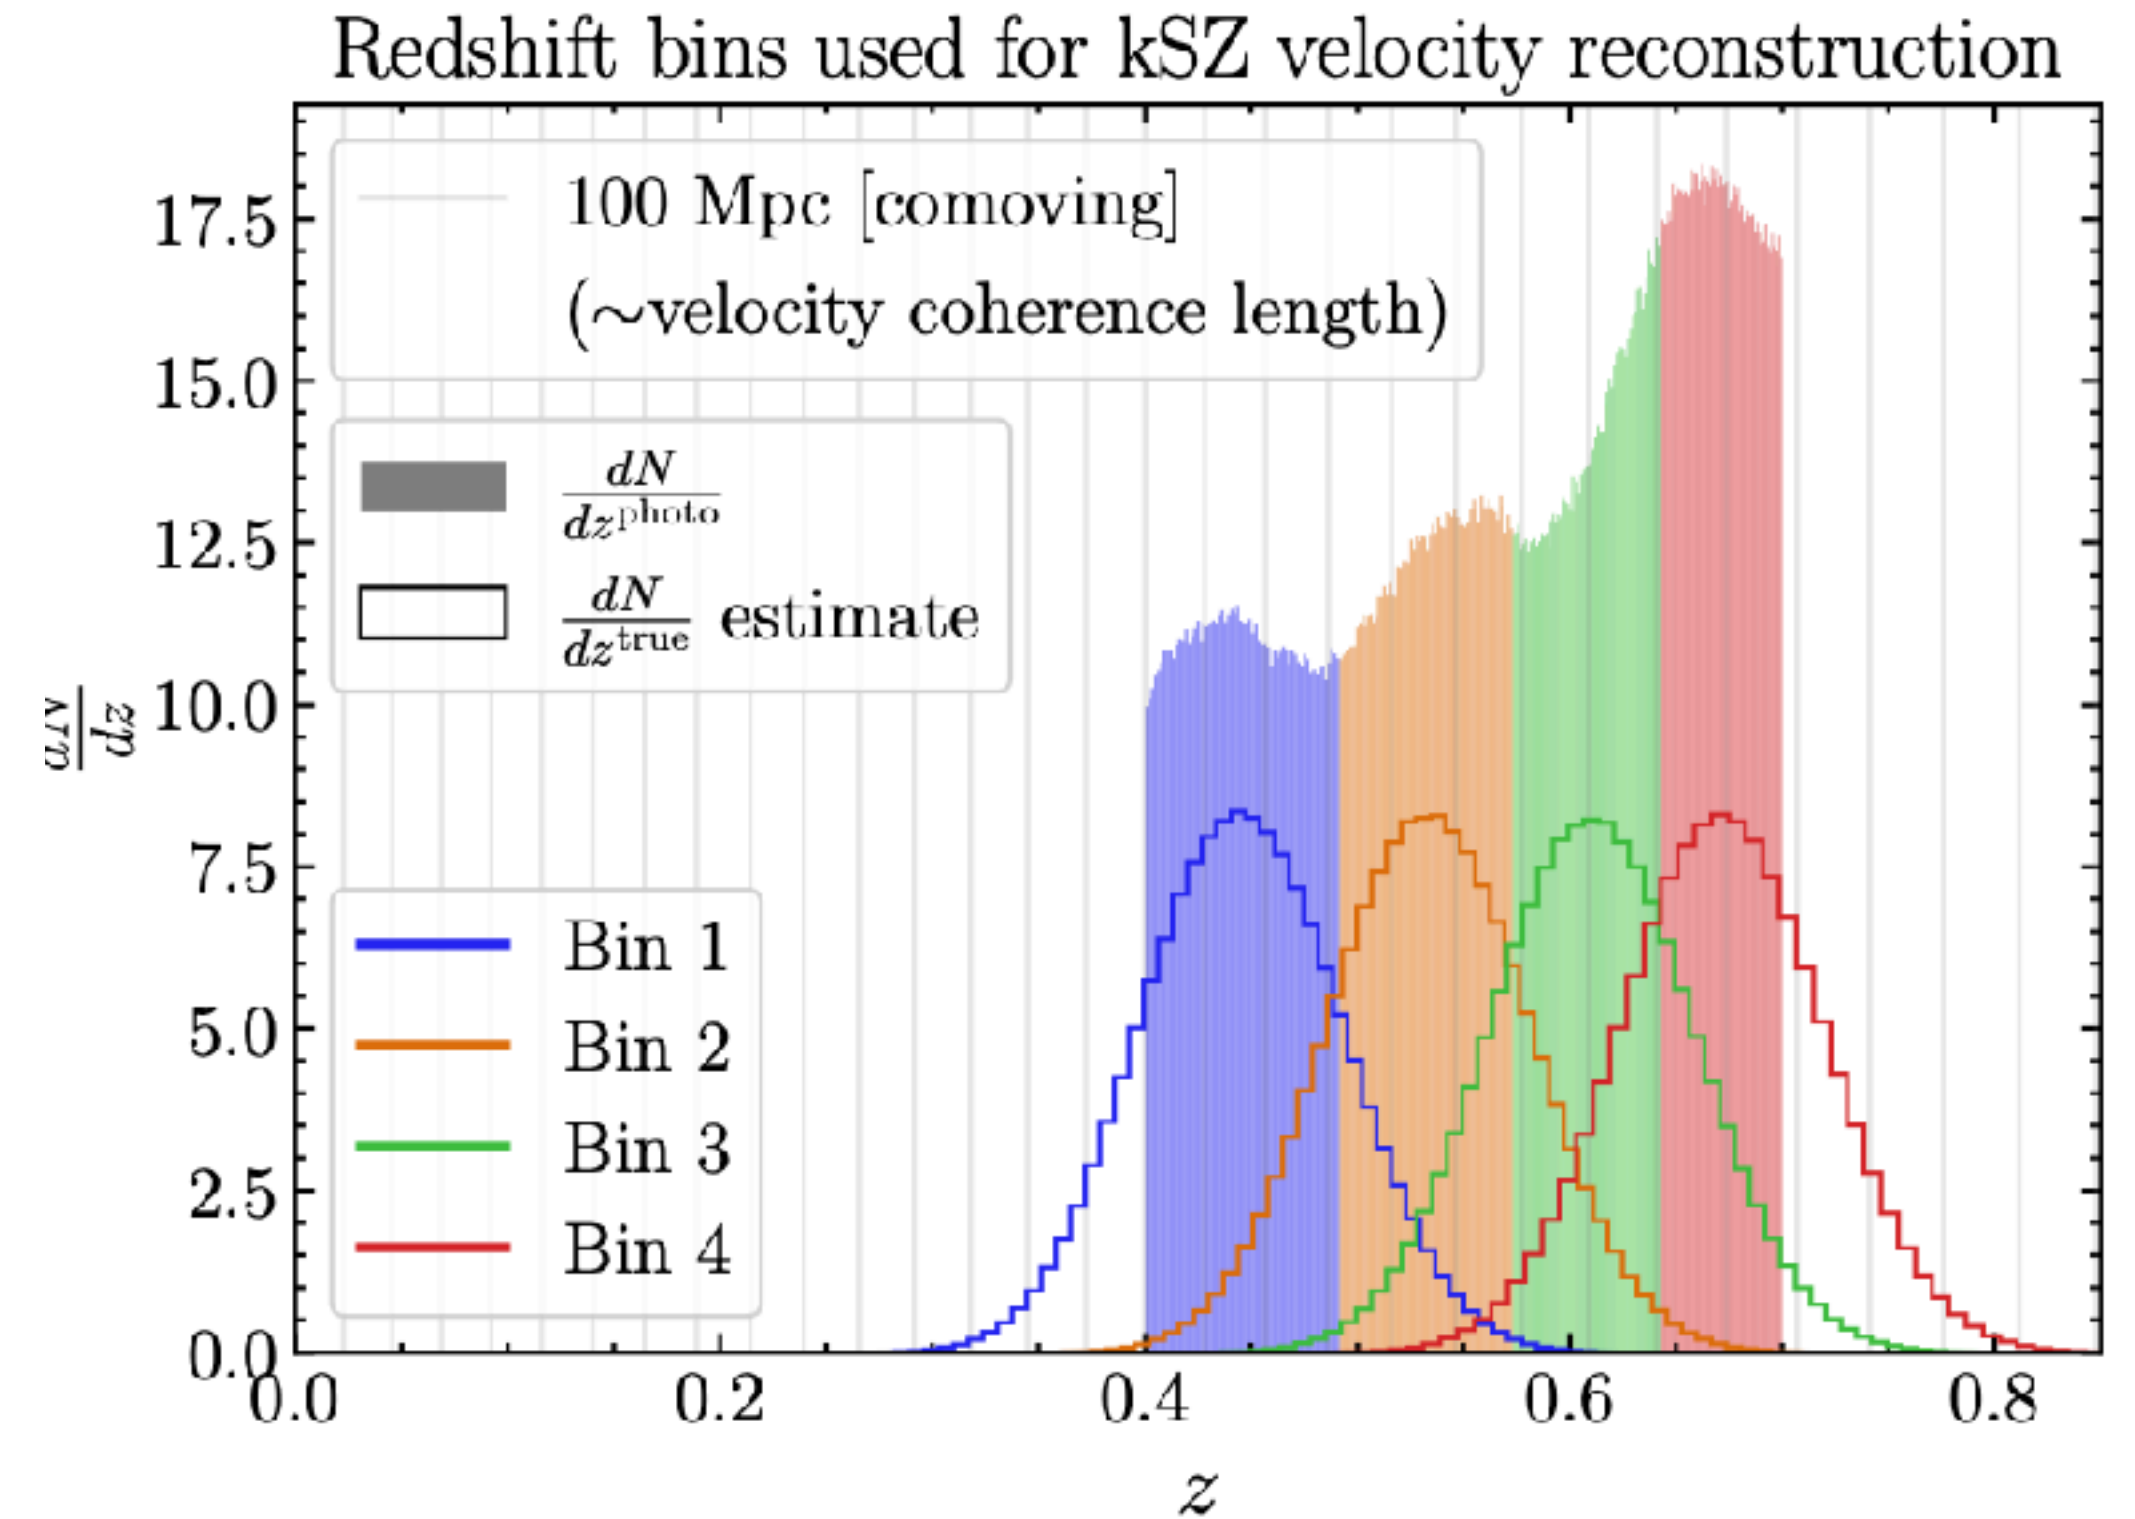 Redshift bins used for kSZ velocity reconstruction
100 Mpc [comoving]
(∼velocity coherence length)
dN
dz^photo
dN
dz^true estimate
Bin 1
Bin 2
Bin 3
Bin 4
dN
dz
17.5
15.0
12.5
10.0
7.5
5.0
2.5
0.0
0.0 0.2 0.4 0.6 0.8
z